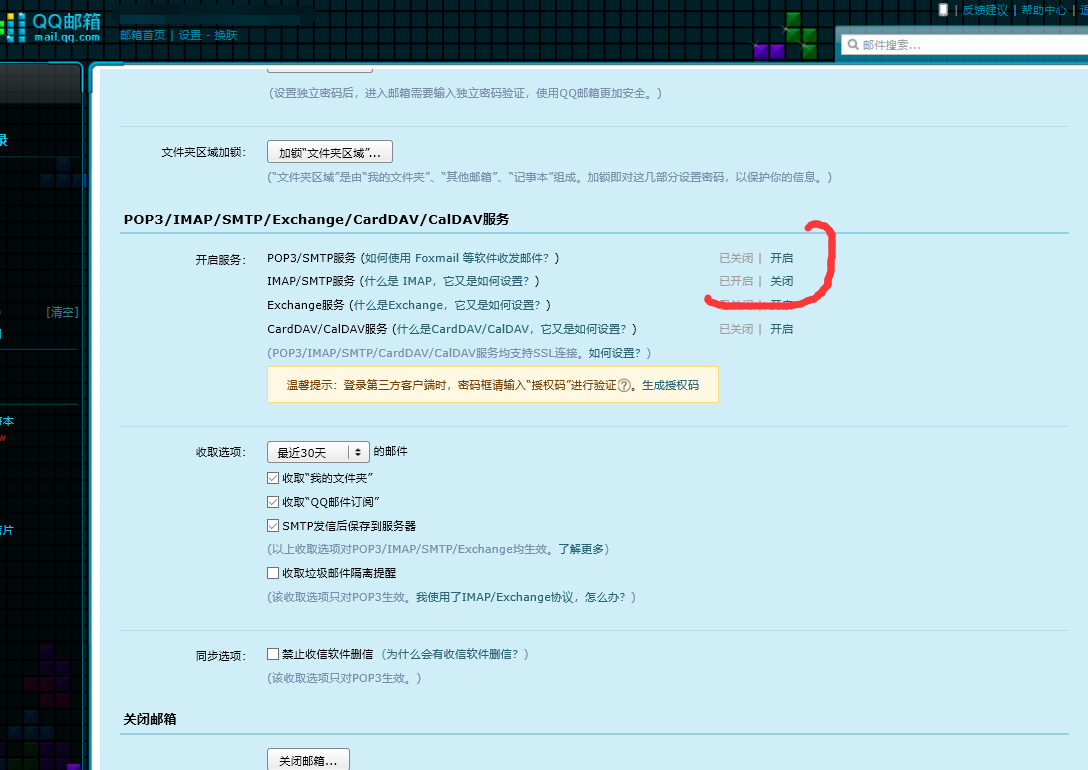 QQ邮箱
mail.qq.com
邮箱首页 | 设置 - 换肤
| 反馈建议 | 帮助中心 |
邮件搜索...
(设置独立密码后，进入邮箱需要输入独立密码验证，使用QQ邮箱更加安全。)
录
文件夹区域加锁： 加锁“文件夹区域”...
(“文件夹区域”是由“我的文件夹”、“其他邮箱”、“记事本”组成。加锁即对这几部分设置密码，以保护你的信息。)
POP3/IMAP/SMTP/Exchange/CardDAV/CalDAV服务
开启服务： POP3/SMTP服务 (如何使用 Foxmail 等软件收发邮件？) 已关闭 | 开启
IMAP/SMTP服务 (什么是 IMAP，它又是如何设置？) 已开启 | 关闭
Exchange服务 (什么是Exchange，它又是如何设置？) 已关闭 | 开启
[清空]
CardDAV/CalDAV服务 (什么是CardDAV/CalDAV，它又是如何设置？) 已关闭 | 开启
(POP3/IMAP/SMTP/CardDAV/CalDAV服务均支持SSL连接。如何设置？)
温馨提示：登录第三方客户端时，密码框请输入“授权码”进行验证?。生成授权码
本
收取选项： 最近30天 的邮件
收取“我的文件夹”
收取“QQ邮件订阅”
SMTP发信后保存到服务器
片
(以上收取选项对POP3/IMAP/SMTP/Exchange均生效。了解更多)
收取垃圾邮件隔离提醒
(该收取选项只对POP3生效。我使用了IMAP/Exchange协议，怎么办？)
同步选项： 禁止收信软件删信 (为什么会有收信软件删信？)
(该收取选项只对POP3生效。)
关闭邮箱
关闭邮箱...